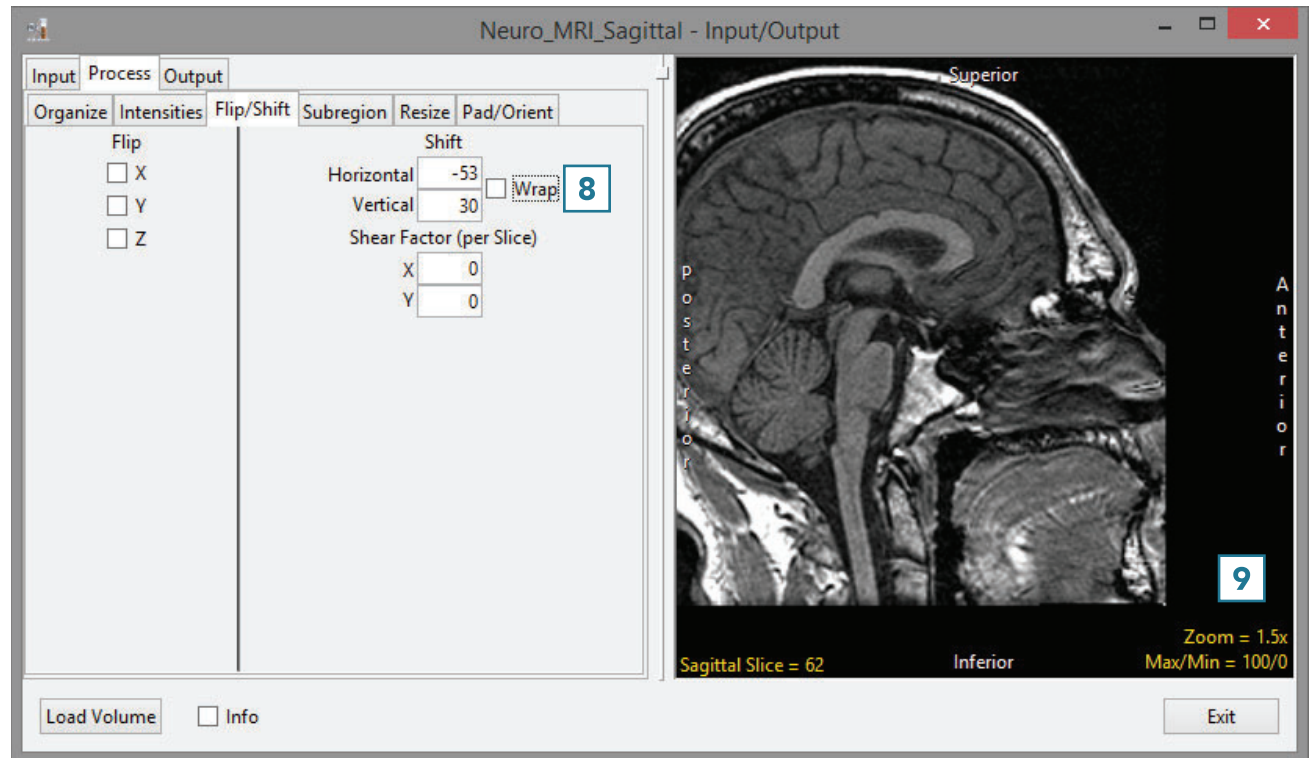 Neuro_MRI_Sagittal - Input/Output
Input Process Output
Organize Intensities Flip/Shift Subregion Resize Pad/Orient
Flip
X
Y
Z
Shift
Horizontal -53
Vertical 30
Wrap
8
Shear Factor (per Slice)
X 0
Y 0
Superior
Posterior
Anterior
9
Zoom = 1.5x
Sagittal Slice = 62
Inferior
Max/Min = 100/0
Load Volume
Info
Exit